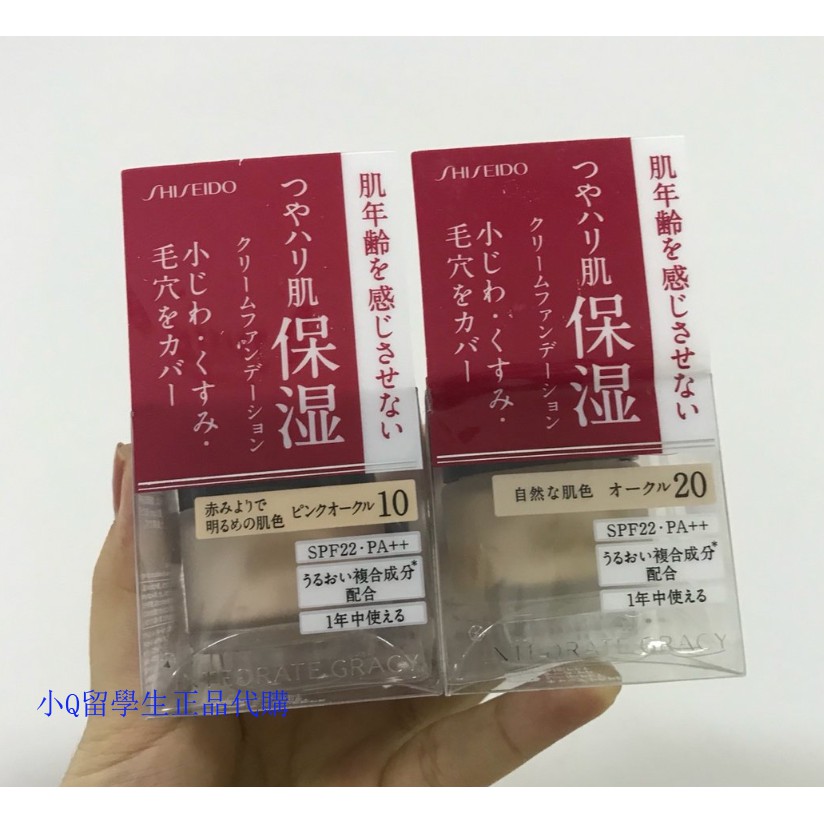 SHISEIDO
肌年齢を感じさせない
つやハリ肌
保湿
クリームファンデーション
小じわ・くすみ・
毛穴をカバー
赤みよりで
明るめの肌色
ピンクオークル10
SPF22・PA++
うるおい複合成分*
配合
1年中使える
INTEGRATE GRACY
SHISEIDO
肌年齢を感じさせない
つやハリ肌
保湿
クリームファンデーション
小じわ・くすみ・
毛穴をカバー
自然な肌色 オークル20
SPF22・PA++
うるおい複合成分*
配合
1年中使える
INTEGRATE GRACY
小Q留學生正品代購